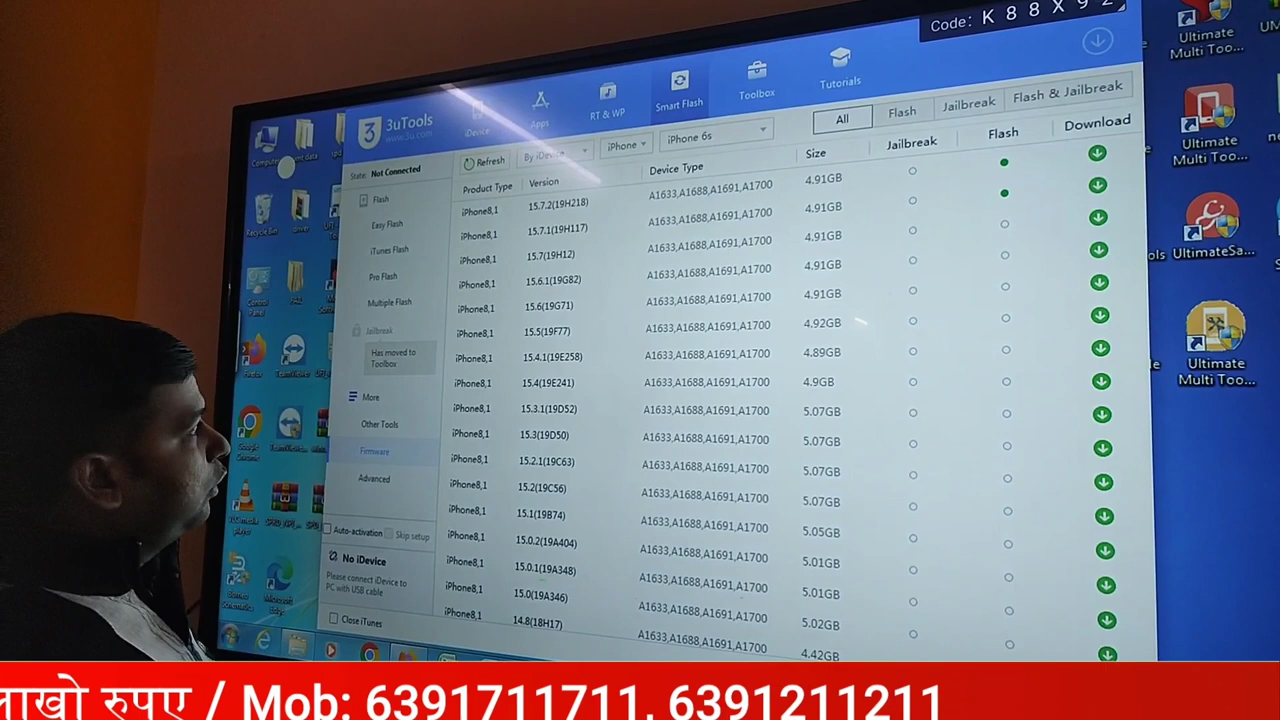 Code: K 8 8 X 9 2
3uTools
www.3u.com
iDevice
Apps
RT & WP
Smart Flash
Toolbox
Tutorials
State: Not Connected
Refresh
By iDevice
iPhone
iPhone 6s
All
Flash
Jailbreak
Flash & Jailbreak
Product Type Version Device Type Size Jailbreak Flash Download
iPhone8,1 15.7.2(19H218) A1633,A1688,A1691,A1700 4.91GB
iPhone8,1 15.7.1(19H117) A1633,A1688,A1691,A1700 4.91GB
iPhone8,1 15.7(19H12) A1633,A1688,A1691,A1700 4.91GB
iPhone8,1 15.6.1(19G82) A1633,A1688,A1691,A1700 4.91GB
iPhone8,1 15.6(19G71) A1633,A1688,A1691,A1700 4.91GB
iPhone8,1 15.5(19F77) A1633,A1688,A1691,A1700 4.92GB
iPhone8,1 15.4.1(19E258) A1633,A1688,A1691,A1700 4.89GB
iPhone8,1 15.4(19E241) A1633,A1688,A1691,A1700 4.9GB
iPhone8,1 15.3.1(19D52) A1633,A1688,A1691,A1700 5.07GB
iPhone8,1 15.3(19D50) A1633,A1688,A1691,A1700 5.07GB
iPhone8,1 15.2.1(19C63) A1633,A1688,A1691,A1700 5.07GB
iPhone8,1 15.2(19C56) A1633,A1688,A1691,A1700 5.07GB
iPhone8,1 15.1(19B74) A1633,A1688,A1691,A1700 5.05GB
iPhone8,1 15.0.2(19A404) A1633,A1688,A1691,A1700 5.01GB
iPhone8,1 15.0.1(19A348) A1633,A1688,A1691,A1700 5.01GB
iPhone8,1 15.0(19A346) A1633,A1688,A1691,A1700 5.02GB
iPhone8,1 14.8(18H17) A1633,A1688,A1691,A1700 4.42GB
Flash
Easy Flash
iTunes Flash
Pro Flash
Multiple Flash
Jailbreak
Has moved to
Toolbox
More
Other Tools
Firmware
Advanced
Auto-activation Skip setup
No iDevice
Please connect iDevice to
PC with USB cable
Close iTunes
Computer
Recycle Bin
driver
Control
Panel
Firefox
TeamViewer
Google
Chrome
VLC media
player
Borneo
Schematics
Microsoft
Edge
Ultimate
Multi Too...
Ultimate
Multi Too...
UltimateSa...
Ultimate
Multi Too...
लाखो रुपए / Mob: 6391711711, 6391211211